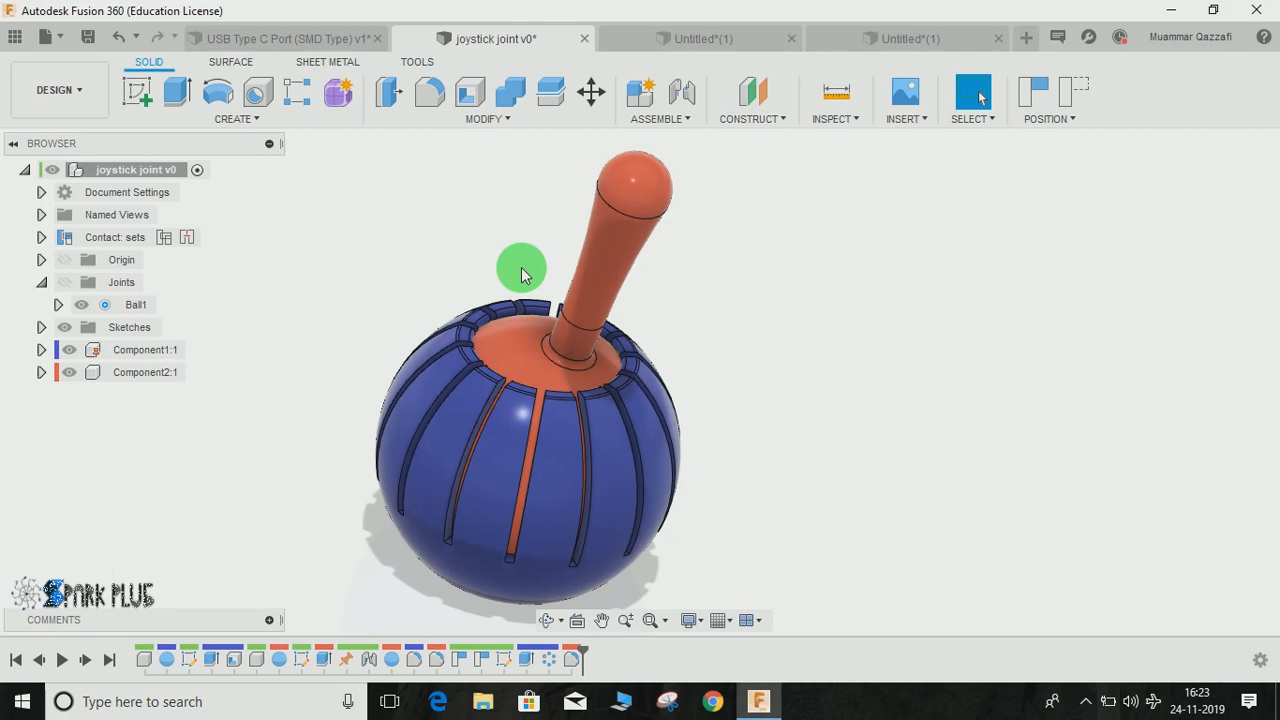 Autodesk Fusion 360 (Education License)
USB Type C Port (SMD Type) v1*
joystick joint v0*
Untitled*(1)
Untitled*(1)
Muammar Qazzafi
SOLID
SURFACE
SHEET METAL
TOOLS
DESIGN
CREATE
MODIFY
ASSEMBLE
CONSTRUCT
INSPECT
INSERT
SELECT
POSITION
BROWSER
joystick joint v0
Document Settings
Named Views
Contact: sets
Origin
Joints
Ball1
Sketches
Component1:1
Component2:1
SPARK PLUG
COMMENTS
Type here to search
16:23
24-11-2019